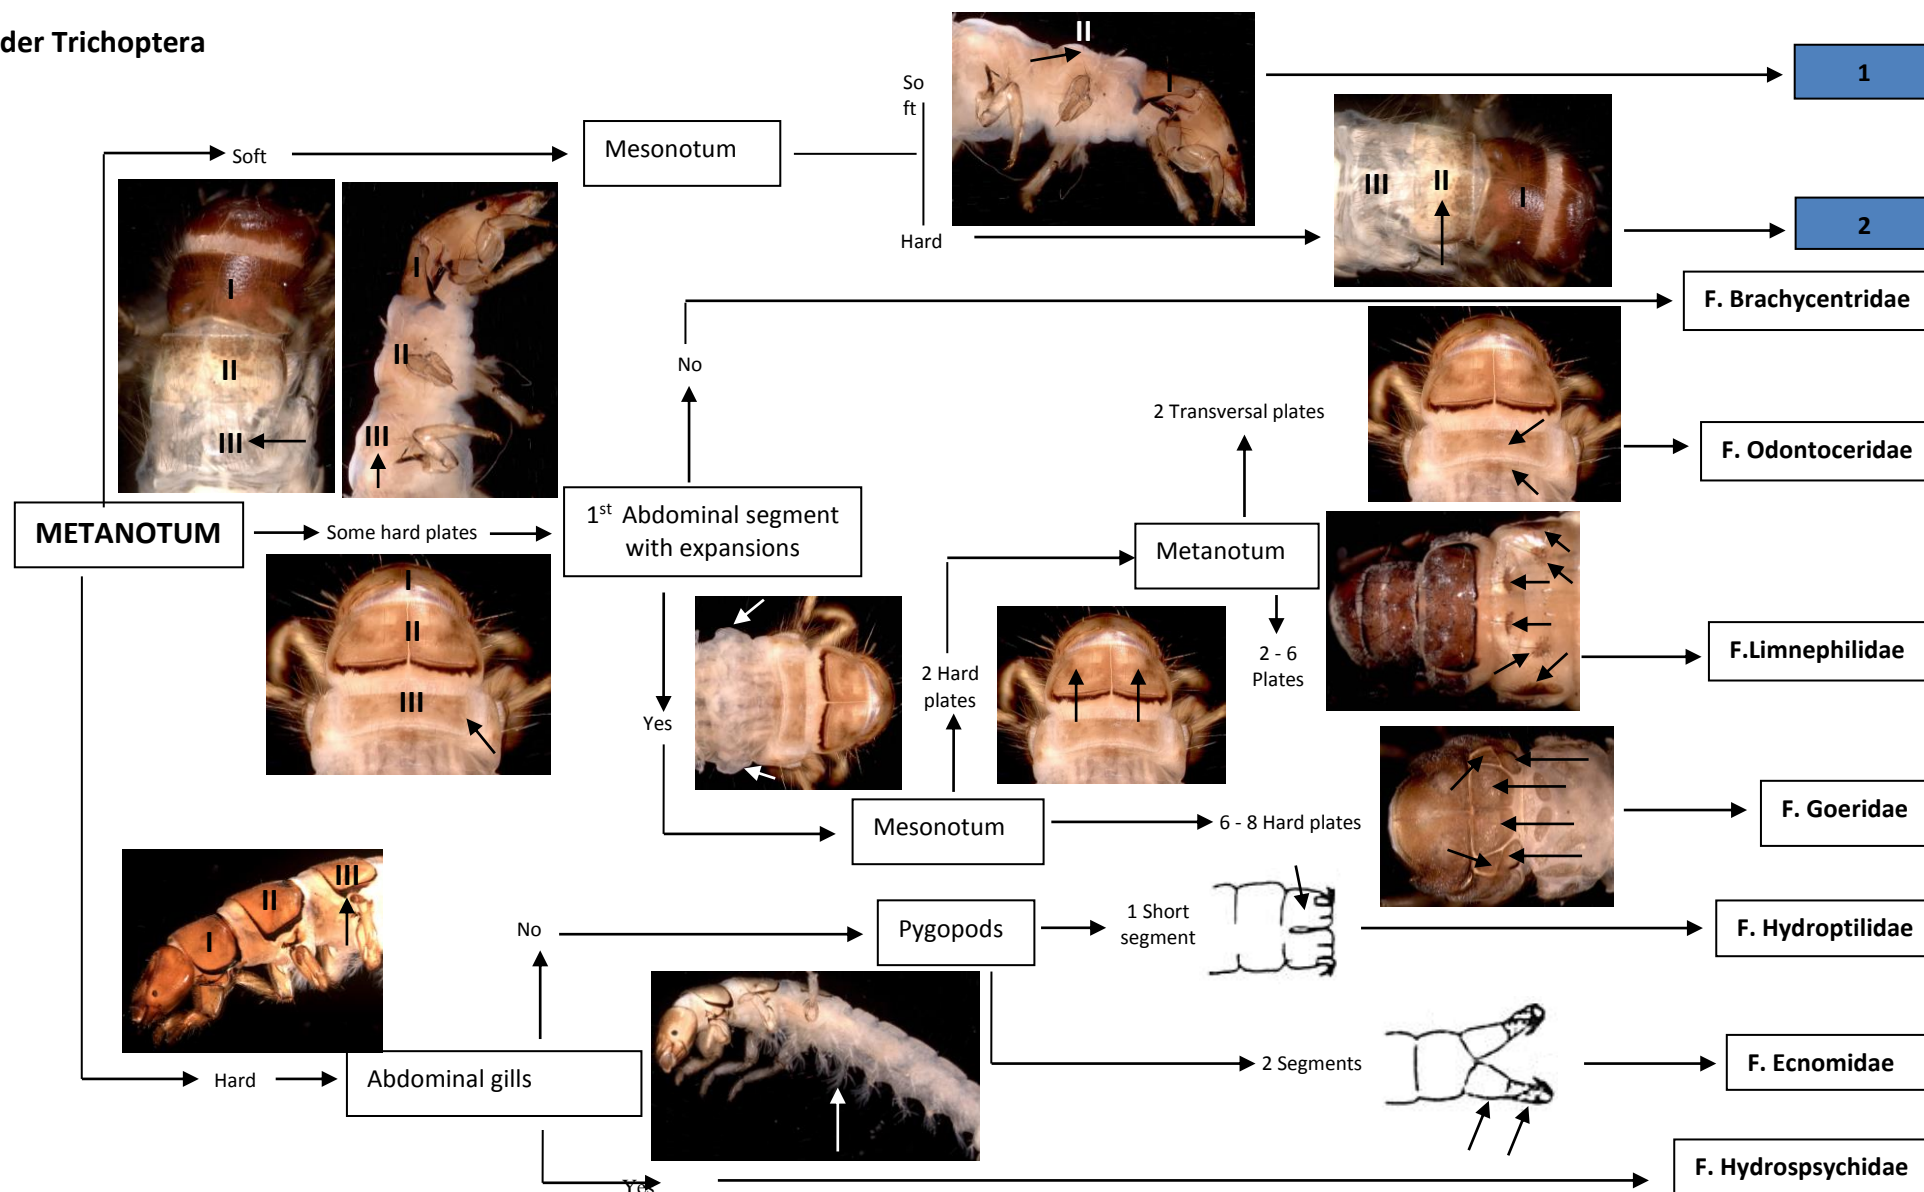 der Trichoptera
II
I
1
So
ft
Soft
Mesonotum
Hard
III
II
I
2
I
II
III
I
II
III
F. Brachycentridae
No
2 Transversal plates
F. Odontoceridae
METANOTUM
Some hard plates
1st Abdominal segment
with expansions
Metanotum
I
II
III
2 Hard
plates
2 - 6
Plates
F.Limnephilidae
Yes
Mesonotum
6 - 8 Hard plates
F. Goeridae
I
II
III
No
Pygopods
1 Short
segment
F. Hydroptilidae
Hard
Abdominal gills
2 Segments
F. Ecnomidae
Yes
F. Hydrospsychidae